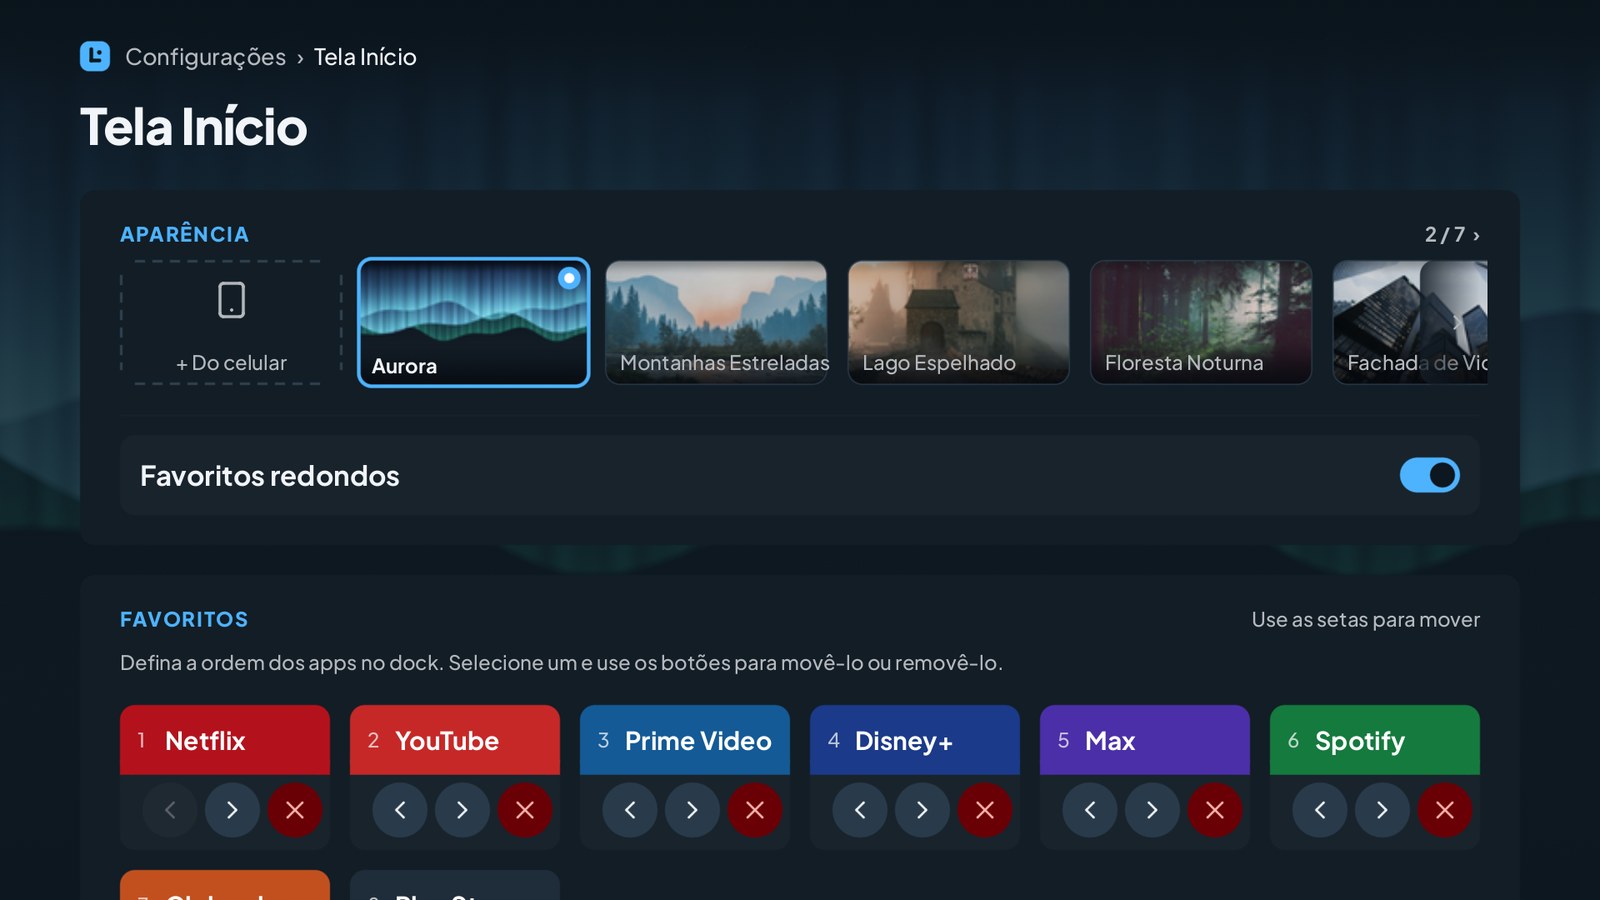 Configurações › Tela Início
Tela Início
APARÊNCIA
2 / 7 ›
+ Do celular
Aurora
Montanhas Estreladas
Lago Espelhado
Floresta Noturna
Fachada de
Favoritos redondos
FAVORITOS
Use as setas para mover
Defina a ordem dos apps no dock. Selecione um e use os botões para movê-lo ou removê-lo.
1 Netflix
2 YouTube
3 Prime Video
4 Disney+
5 Max
6 Spotify